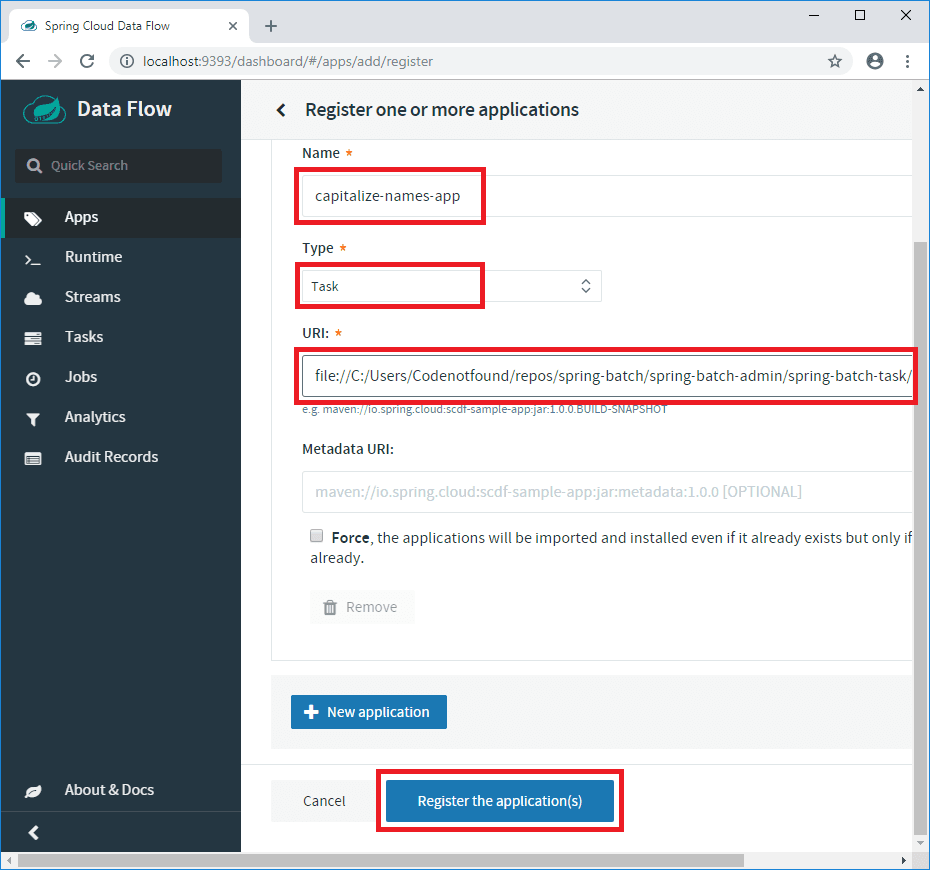 Spring Cloud Data Flow
localhost:9393/dashboard/#/apps/add/register
Data Flow
Quick Search
Apps
Runtime
Streams
Tasks
Jobs
Analytics
Audit Records
About & Docs
Register one or more applications
Name *
capitalize-names-app
Type *
Task
URI: *
file://C:/Users/Codenotfound/repos/spring-batch/spring-batch-admin/spring-batch-task/
e.g. maven://io.spring.cloud:scdf-sample-app:jar:1.0.0.BUILD-SNAPSHOT
Metadata URI:
maven://io.spring.cloud:scdf-sample-app:jar:metadata:1.0.0 [OPTIONAL]
Force, the applications will be imported and installed even if it already exists but only if
already.
Remove
New application
Cancel
Register the application(s)